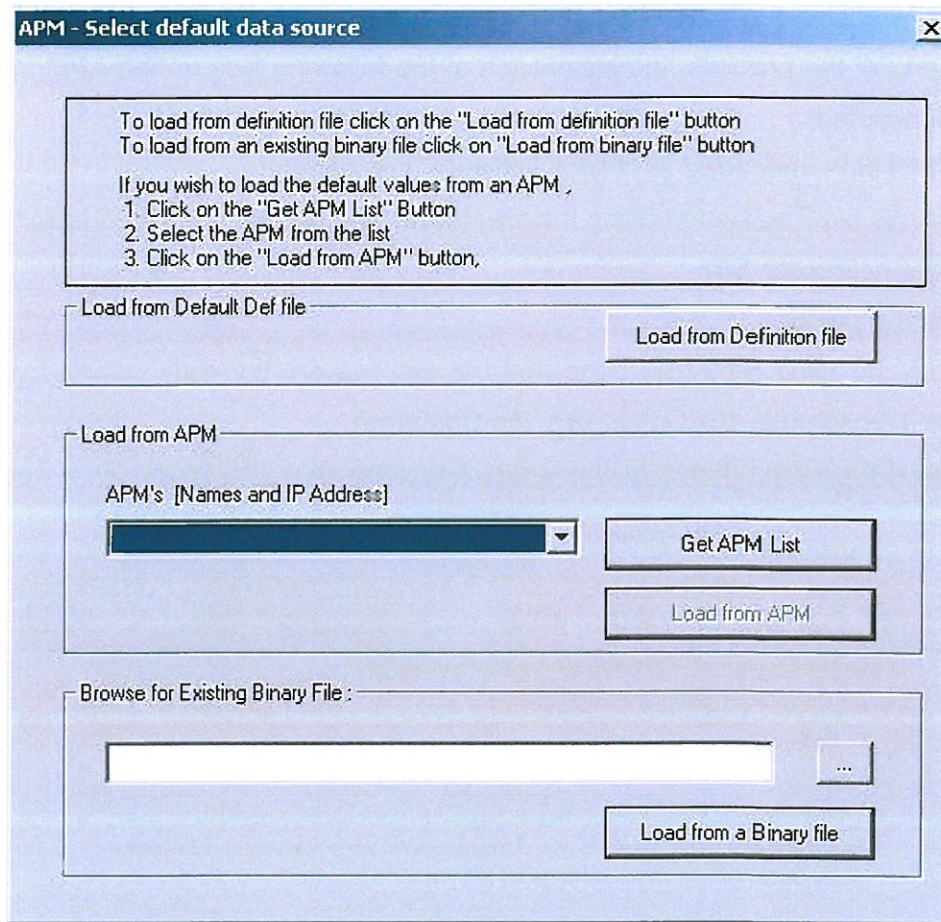 APM - Select default data source
To load from definition file click on the "Load from definition file" button
To load from an existing binary file click on "Load from binary file" button
If you wish to load the default values from an APM ,
1. Click on the "Get APM List" Button
2. Select the APM from the list
3. Click on the "Load from APM" button,
Load from Default Def file
Load from Definition file
Load from APM
APM's [Names and IP Address]
Get APM List
Load from APM
Browse for Existing Binary File :
...
Load from a Binary file